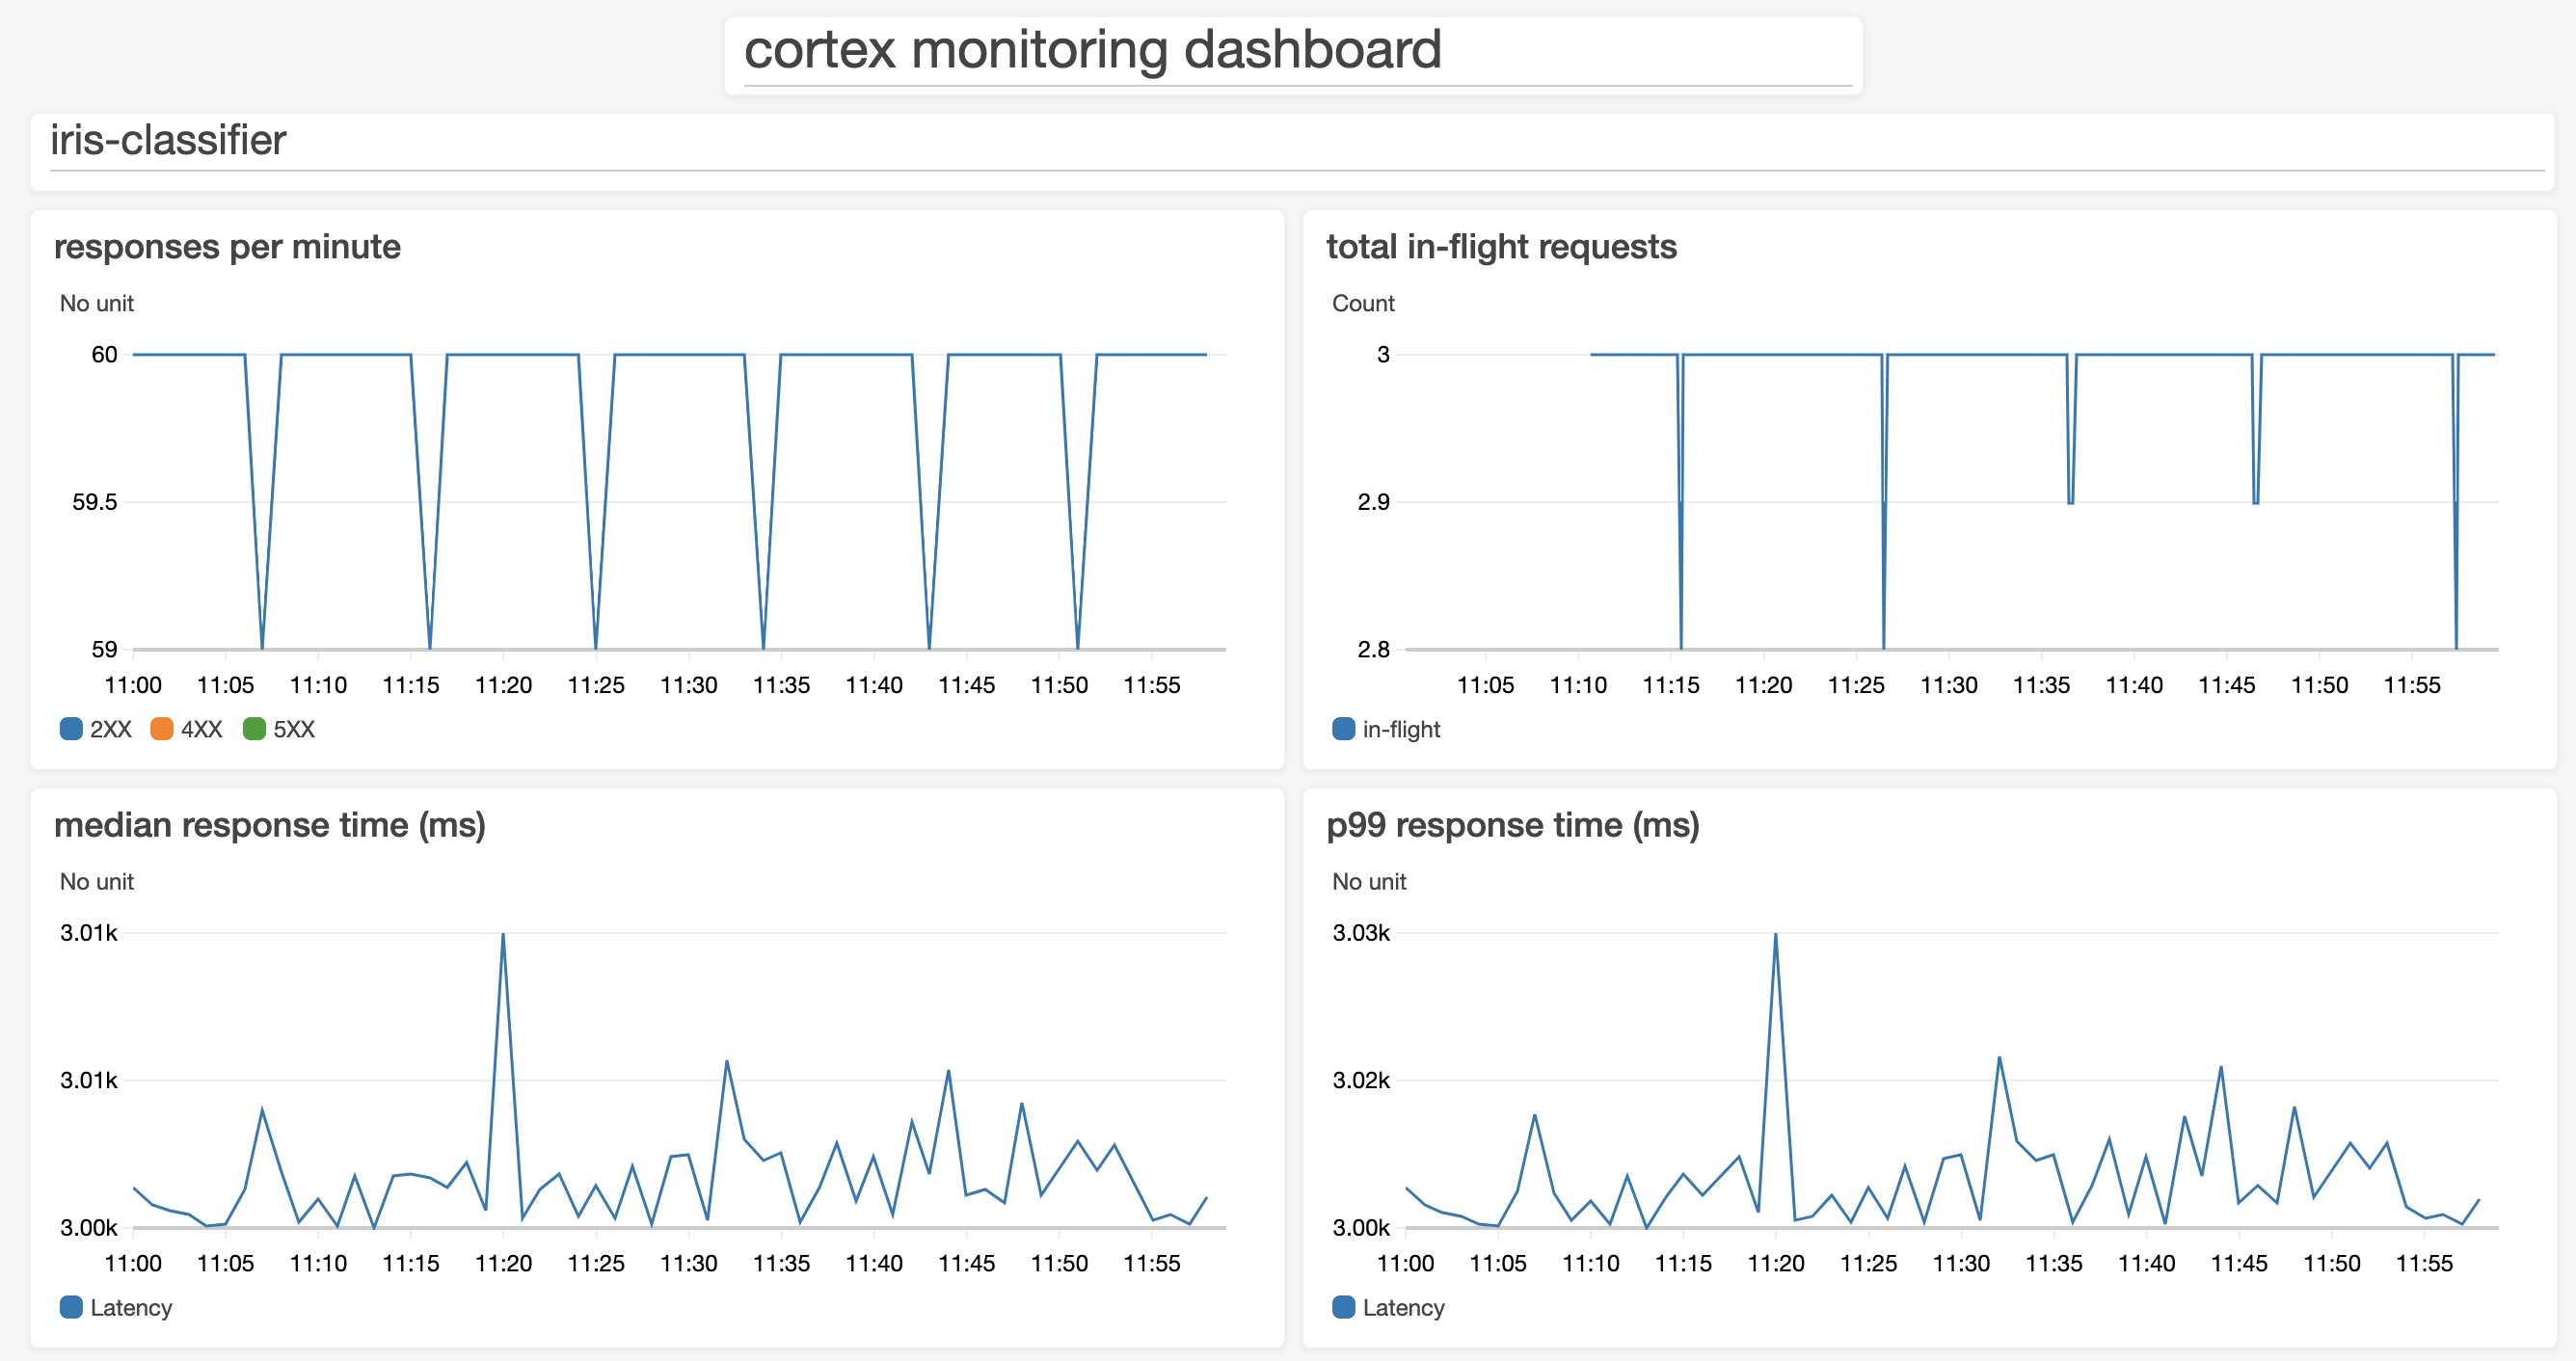 cortex monitoring dashboard
iris-classifier
responses per minute
No unit
60
59.5
59
11:00 11:05 11:10 11:15 11:20 11:25 11:30 11:35 11:40 11:45 11:50 11:55
2XX 4XX 5XX
total in-flight requests
Count
3
2.9
2.8
11:05 11:10 11:15 11:20 11:25 11:30 11:35 11:40 11:45 11:50 11:55
in-flight
median response time (ms)
No unit
3.01k
3.01k
3.00k
11:00 11:05 11:10 11:15 11:20 11:25 11:30 11:35 11:40 11:45 11:50 11:55
Latency
p99 response time (ms)
No unit
3.03k
3.02k
3.00k
11:00 11:05 11:10 11:15 11:20 11:25 11:30 11:35 11:40 11:45 11:50 11:55
Latency